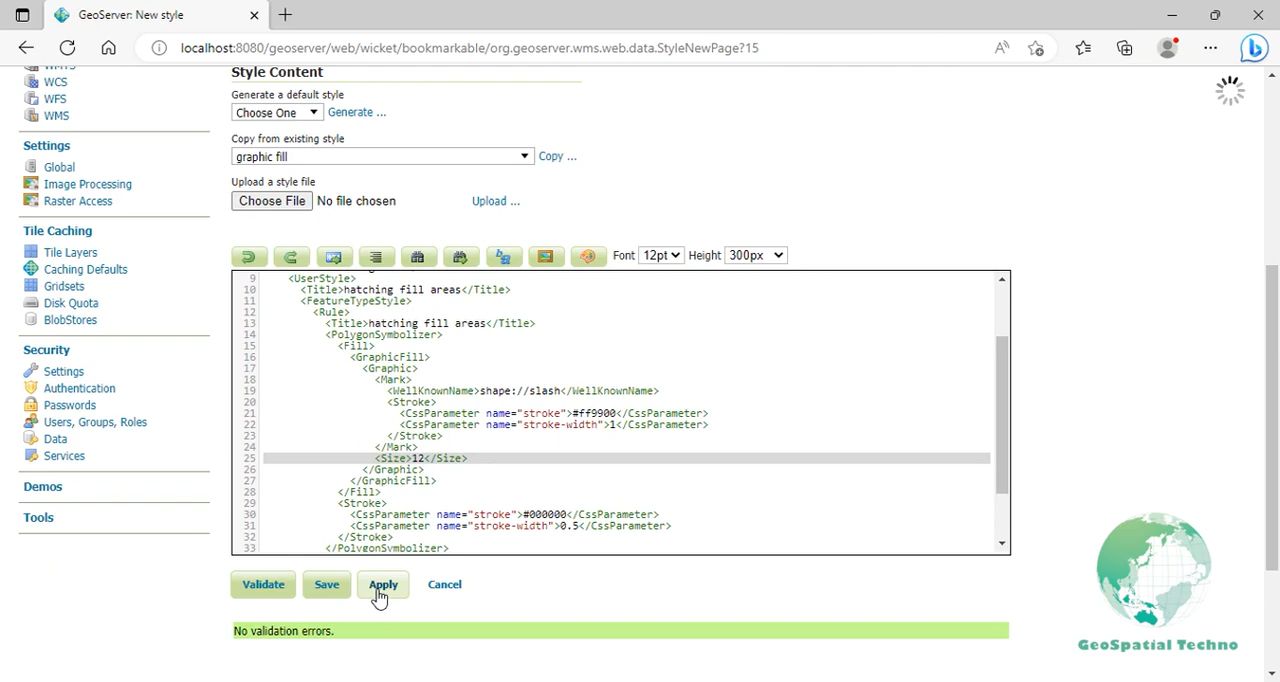 GeoServer: New style
localhost:8080/geoserver/web/wicket/bookmarkable/org.geoserver.wms.web.data.StyleNewPage?15
WMTS
WCS
WFS
WMS
Settings
Global
Image Processing
Raster Access
Tile Caching
Tile Layers
Caching Defaults
Gridsets
Disk Quota
BlobStores
Security
Settings
Authentication
Passwords
Users, Groups, Roles
Data
Services
Demos
Tools
Style Content
Generate a default style
Choose One Generate ...
Copy from existing style
graphic fill Copy ...
Upload a style file
Choose File No file chosen Upload ...
Font 12pt Height 300px
9 <UserStyle>
10 <Title>hatching fill areas</Title>
11 <FeatureTypeStyle>
12 <Rule>
13 <Title>hatching fill areas</Title>
14 <PolygonSymbolizer>
15 <Fill>
16 <GraphicFill>
17 <Graphic>
18 <Mark>
19 <WellKnownName>shape://slash</WellKnownName>
20 <Stroke>
21 <CssParameter name="stroke">#ff9900</CssParameter>
22 <CssParameter name="stroke-width">1</CssParameter>
23 </Stroke>
24 </Mark>
25 <Size>12</Size>
26 </Graphic>
27 </GraphicFill>
28 </Fill>
29 <Stroke>
30 <CssParameter name="stroke">#000000</CssParameter>
31 <CssParameter name="stroke-width">0.5</CssParameter>
32 </Stroke>
33 </PolygonSymbolizer>
Validate Save Apply Cancel
No validation errors.
GeoSpatial Techno